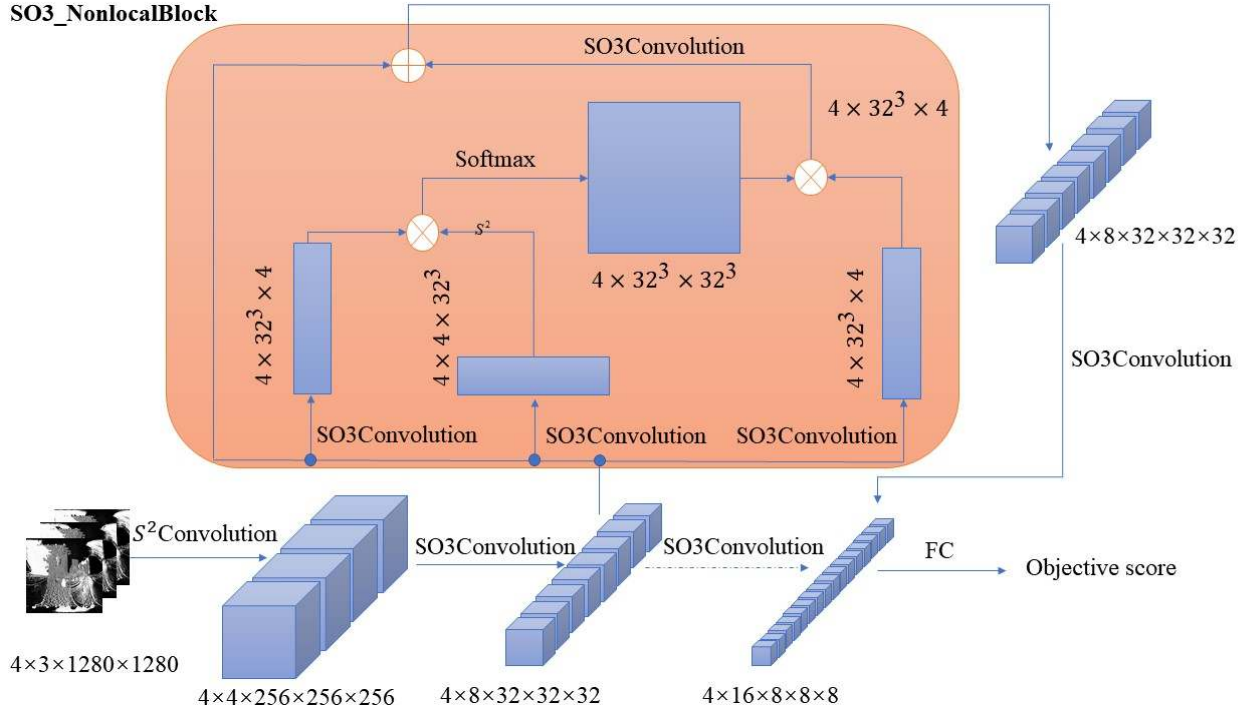 SO3_NonlocalBlock
SO3Convolution
4 × 32³ × 4
Softmax
S²
4 × 32³ × 4
4 × 4 × 32³
4 × 32³ × 32³
4 × 32³ × 4
4×8×32×32×32
SO3Convolution
SO3Convolution
SO3Convolution
SO3Convolution
S²Convolution
SO3Convolution
SO3Convolution
FC
Objective score
4×3×1280×1280
4×4×256×256×256
4×8×32×32×32
4×16×8×8×8